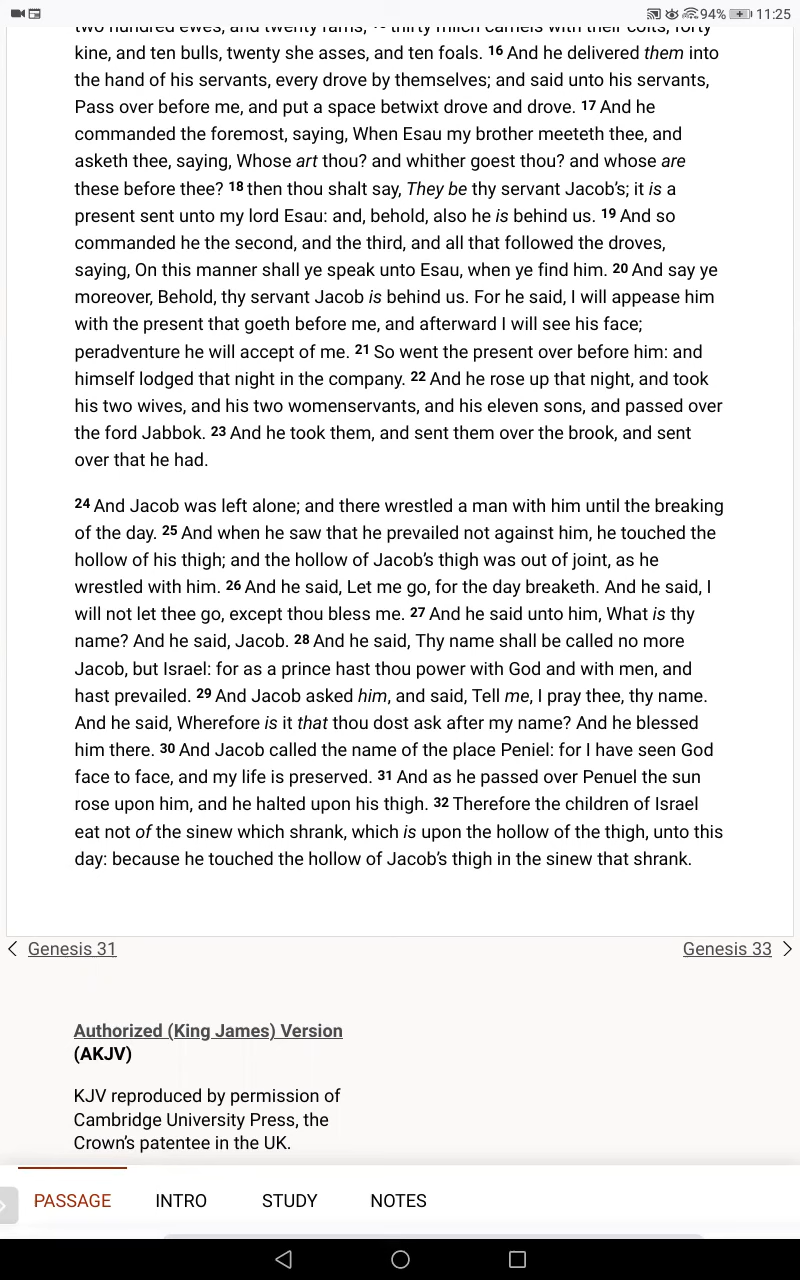 94% 11:25
two hundred ewes, and twenty rams, thirty milch camels with their colts, forty
kine, and ten bulls, twenty she asses, and ten foals. 16 And he delivered them into
the hand of his servants, every drove by themselves; and said unto his servants,
Pass over before me, and put a space betwixt drove and drove. 17 And he
commanded the foremost, saying, When Esau my brother meeteth thee, and
asketh thee, saying, Whose art thou? and whither goest thou? and whose are
these before thee? 18 then thou shalt say, They be thy servant Jacob’s; it is a
present sent unto my lord Esau: and, behold, also he is behind us. 19 And so
commanded he the second, and the third, and all that followed the droves,
saying, On this manner shall ye speak unto Esau, when ye find him. 20 And say ye
moreover, Behold, thy servant Jacob is behind us. For he said, I will appease him
with the present that goeth before me, and afterward I will see his face;
peradventure he will accept of me. 21 So went the present over before him: and
himself lodged that night in the company. 22 And he rose up that night, and took
his two wives, and his two womenservants, and his eleven sons, and passed over
the ford Jabbok. 23 And he took them, and sent them over the brook, and sent
over that he had.
24 And Jacob was left alone; and there wrestled a man with him until the breaking
of the day. 25 And when he saw that he prevailed not against him, he touched the
hollow of his thigh; and the hollow of Jacob’s thigh was out of joint, as he
wrestled with him. 26 And he said, Let me go, for the day breaketh. And he said, I
will not let thee go, except thou bless me. 27 And he said unto him, What is thy
name? And he said, Jacob. 28 And he said, Thy name shall be called no more
Jacob, but Israel: for as a prince hast thou power with God and with men, and
hast prevailed. 29 And Jacob asked him, and said, Tell me, I pray thee, thy name.
And he said, Wherefore is it that thou dost ask after my name? And he blessed
him there. 30 And Jacob called the name of the place Peniel: for I have seen God
face to face, and my life is preserved. 31 And as he passed over Penuel the sun
rose upon him, and he halted upon his thigh. 32 Therefore the children of Israel
eat not of the sinew which shrank, which is upon the hollow of the thigh, unto this
day: because he touched the hollow of Jacob’s thigh in the sinew that shrank.
Genesis 31 Genesis 33
Authorized (King James) Version
(AKJV)
KJV reproduced by permission of
Cambridge University Press, the
Crown’s patentee in the UK.
PASSAGE INTRO STUDY NOTES